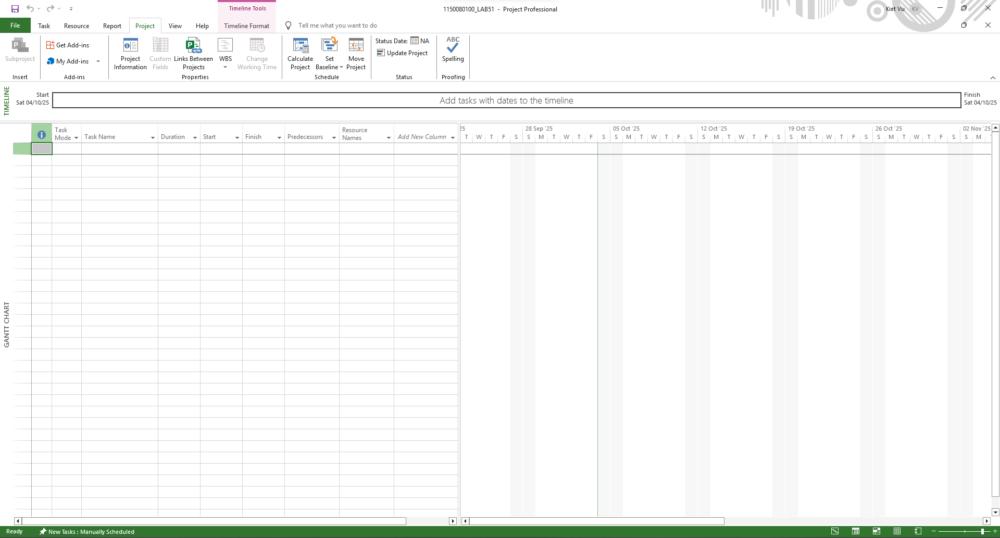 Timeline Tools
1150080100_LAB51 - Project Professional
Kiet Vu KV
File Task Resource Report Project View Help Timeline Format Tell me what you want to do
Subproject
Insert
Get Add-ins
My Add-ins
Add-ins
Project Information
Custom Fields
Links Between Projects
WBS
Change Working Time
Properties
Calculate Project
Set Baseline
Move Project
Schedule
Status Date: NA
Update Project
Status
ABC
Spelling
Proofing
TIMELINE
Start
Sat 04/10/25
Add tasks with dates to the timeline
Finish
Sat 04/10/25
Task Mode Task Name Duration Start Finish Predecessors Resource Names Add New Column
25 28 Sep '25 05 Oct '25 12 Oct '25 19 Oct '25 26 Oct '25 02 Nov '25
T W T F S S M T W T F S S M T W T F S S M T W T F S S M T W T F S S M T W T F S S M
GANTT CHART
Ready New Tasks : Manually Scheduled